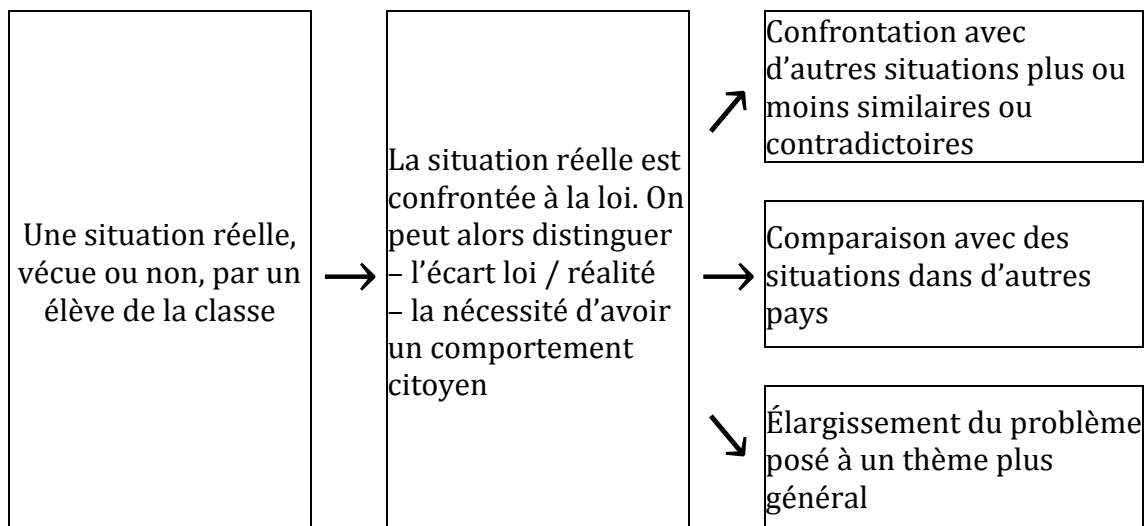 Une situation réelle,
vécue ou non, par un
élève de la classe
→
La situation réelle est
confrontée à la loi. On
peut alors distinguer
– l'écart loi / réalité
– la nécessité d'avoir
un comportement
citoyen
↗
Confrontation avec
d'autres situations plus ou
moins similaires ou
contradictoires
→
Comparaison avec des
situations dans d'autres
pays
↘
Élargissement du problème
posé à un thème plus
général